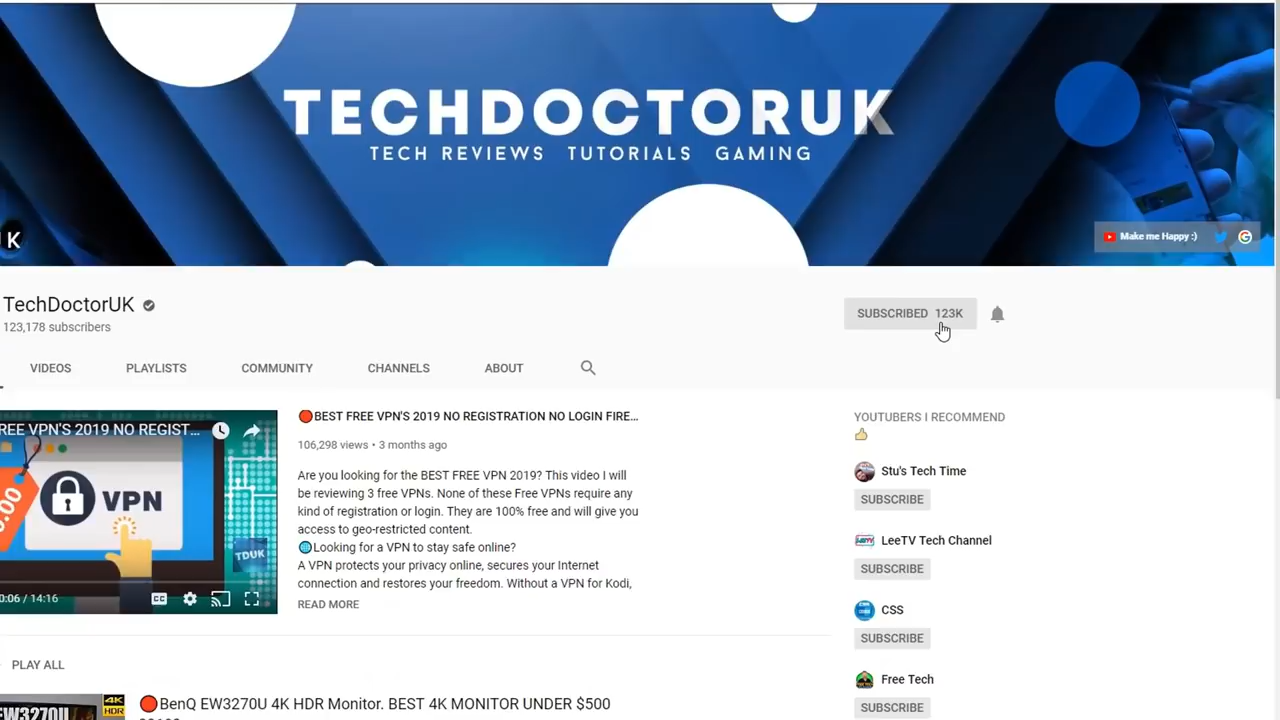 TECHDOCTORUK
TECH REVIEWS TUTORIALS GAMING
K
Make me Happy :)
TechDoctorUK
123,178 subscribers
SUBSCRIBED 123K
VIDEOS
PLAYLISTS
COMMUNITY
CHANNELS
ABOUT
REE VPN'S 2019 NO REGIST...
.00
VPN
TDUK
0:06 / 14:16
CC
BEST FREE VPN'S 2019 NO REGISTRATION NO LOGIN FIRE...
106,298 views • 3 months ago
Are you looking for the BEST FREE VPN 2019? This video I will
be reviewing 3 free VPNs. None of these Free VPNs require any
kind of registration or login. They are 100% free and will give you
access to geo-restricted content.
Looking for a VPN to stay safe online?
A VPN protects your privacy online, secures your Internet
connection and restores your freedom. Without a VPN for Kodi,
READ MORE
YOUTUBERS I RECOMMEND
Stu's Tech Time
SUBSCRIBE
LeeTV Tech Channel
SUBSCRIBE
CSS
SUBSCRIBE
Free Tech
SUBSCRIBE
PLAY ALL
EW3270U
4K
HDR
BenQ EW3270U 4K HDR Monitor. BEST 4K MONITOR UNDER $500